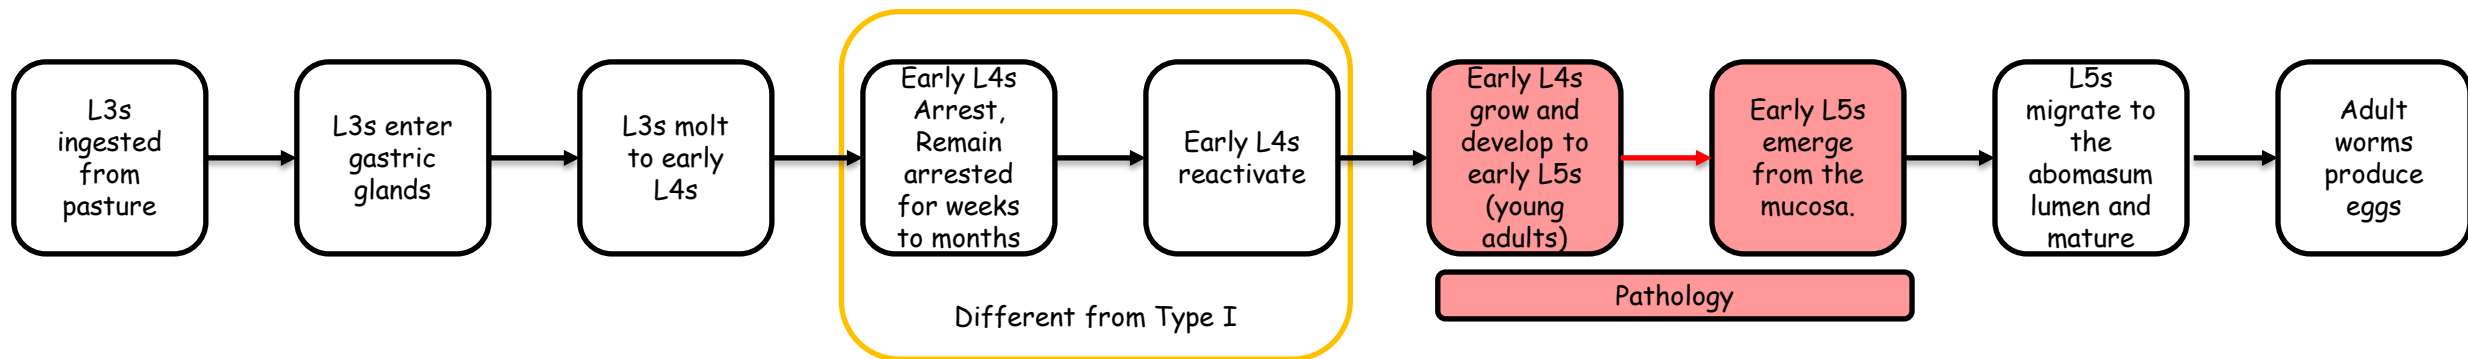 L3s
ingested
from
pasture
L3s enter
gastric
glands
L3s molt
to early
L4s
Early L4s
Arrest,
Remain
arrested
for weeks
to months
Early L4s
reactivate
Different from Type I
Early L4s
grow and
develop to
early L5s
(young
adults)
Early L5s
emerge
from the
mucosa.
Pathology
L5s
migrate to
the
abomasum
lumen and
mature
Adult
worms
produce
eggs